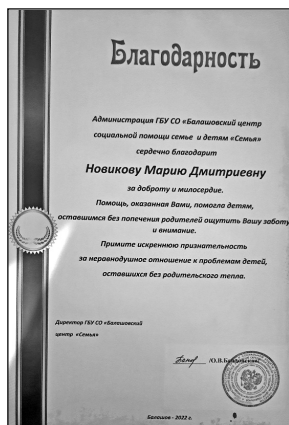 Благодарность
Администрация ГБУ СО «Балашовский центр
социальной помощи семье и детям «Семья»
сердечно благодарит
Новикову Марию Дмитриевну
за доброту и милосердие.
Помощь, оказанная Вами, помогла детям,
оставшимся без попечения родителей ощутить Вашу заботу
и внимание.
Примите искреннюю признательность
за неравнодушное отношение к проблемам детей,
оставшихся без родительского тепла.
Директор ГБУ СО «Балашовский
центр «Семья»
/О.В.
Балашов - 2022 г.